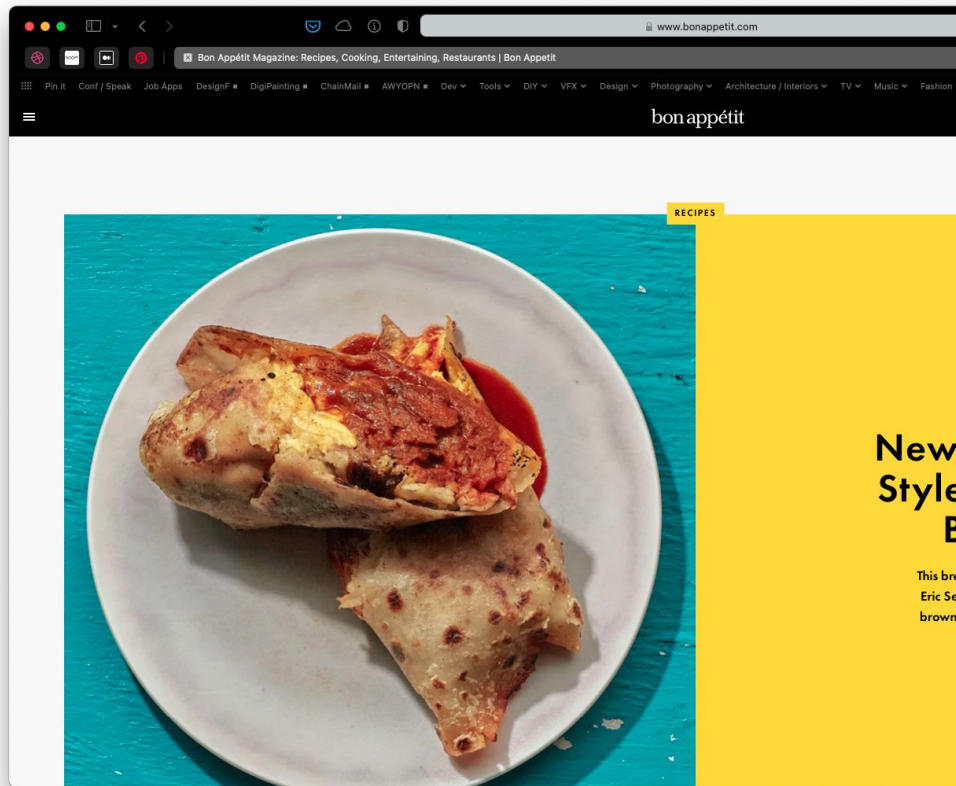 www.bonappetit.com
Bon Appétit Magazine: Recipes, Cooking, Entertaining, Restaurants | Bon Appetit
Pin it Conf / Speak Job Apps DesignF DigiPainting ChainMail AWYOPN Dev Tools DIY VFX Design Photography Architecture / Interiors TV Music Fashion
bon appétit
RECIPES
New
Style
B
This bre
Eric Se
brown